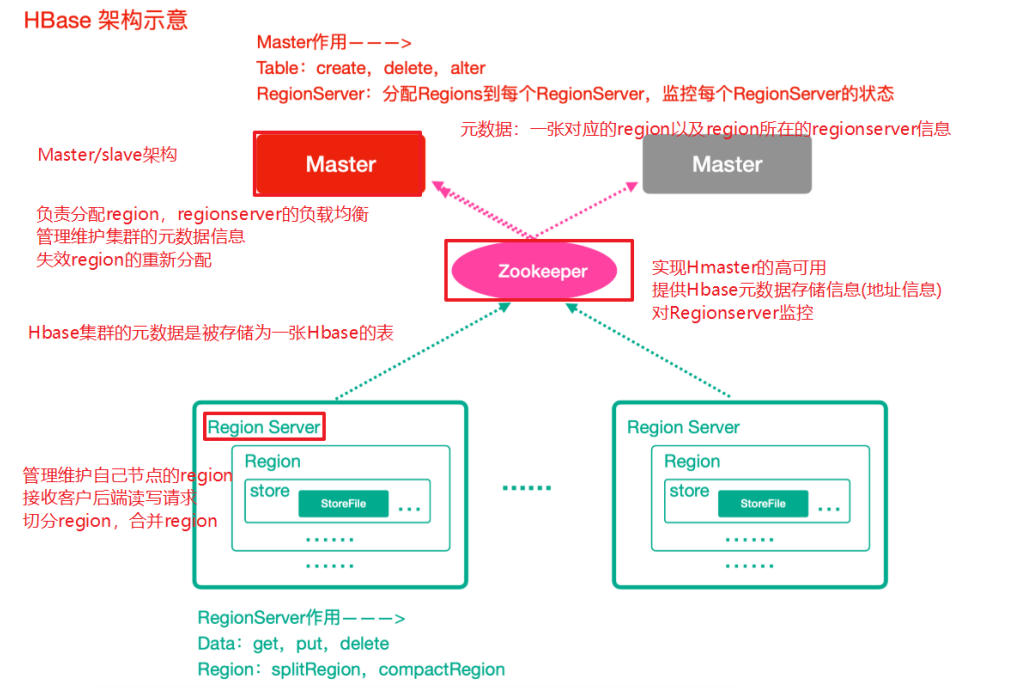 HBase 架构示意
Master作用———>
Table：create，delete，alter
RegionServer：分配Regions到每个RegionServer，监控每个RegionServer的状态
元数据：一张对应的region以及region所在的regionserver信息
Master/slave架构
Master
Master
负责分配region，regionserver的负载均衡
管理维护集群的元数据信息
失效region的重新分配
Zookeeper
实现Hmaster的高可用
提供Hbase元数据存储信息(地址信息)
对Regionserver监控
Hbase集群的元数据是被存储为一张Hbase的表
Region Server
Region
store
StoreFile
...
......
......
管理维护自己节点的region
接收客户后端读写请求
切分region，合并region
......
Region Server
Region
store
StoreFile
...
......
......
RegionServer作用———>
Data：get，put，delete
Region：splitRegion，compactRegion